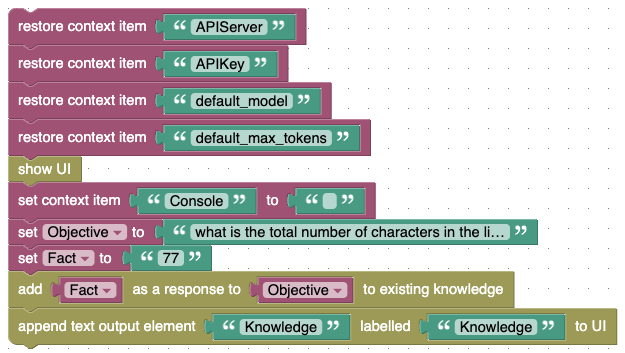 restore context item “ APIServer ”
restore context item “ APIKey ”
restore context item “ default_model ”
restore context item “ default_max_tokens ”
show UI
set context item “ Console ” to “ ”
set Objective to “ what is the total number of characters in the li... ”
set Fact to “ 77 ”
add Fact as a response to Objective to existing knowledge
append text output element “ Knowledge ” labelled “ Knowledge ” to UI